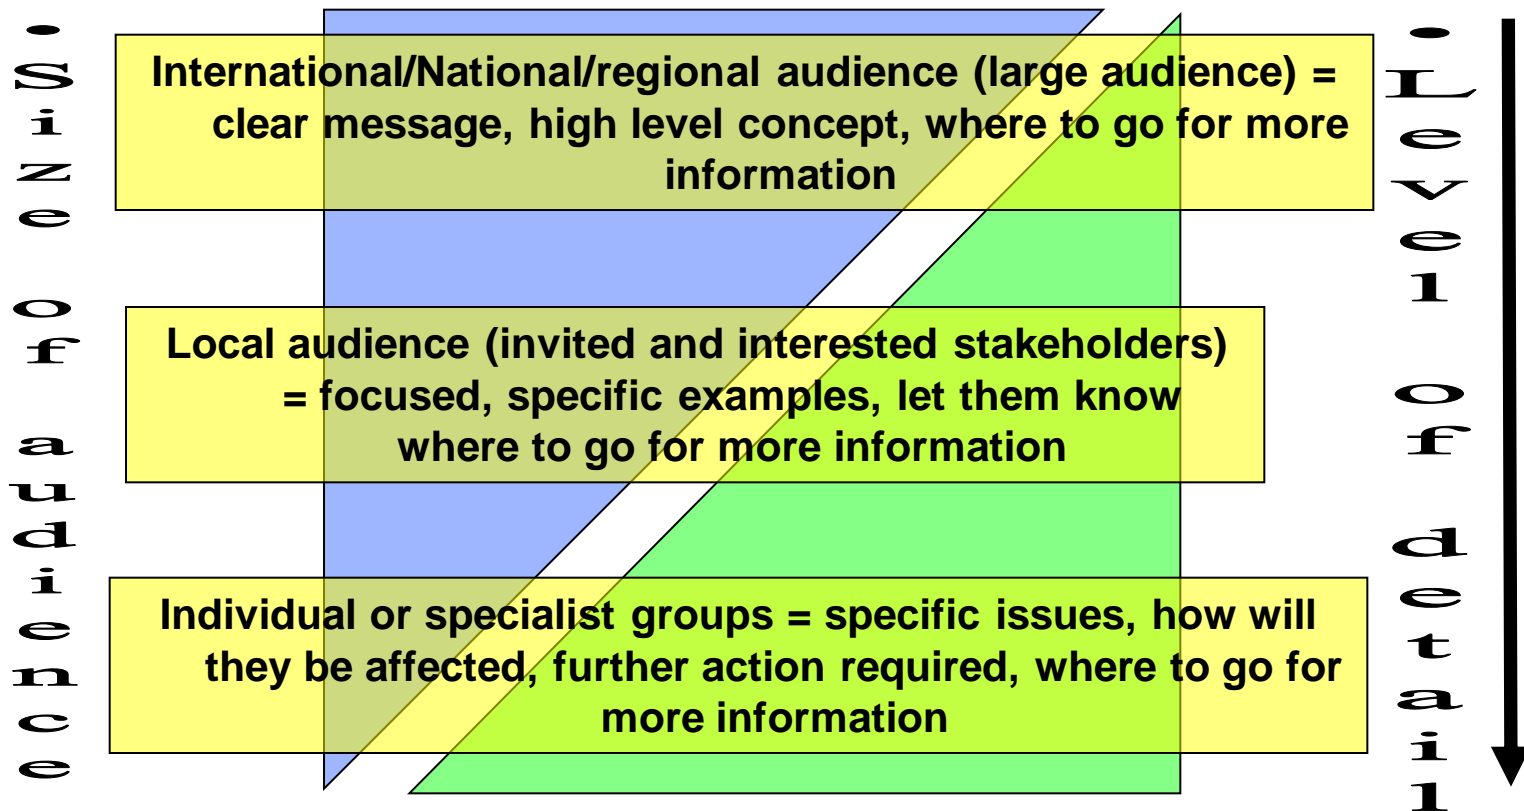 •Size of audience
International/National/regional audience (large audience) =
clear message, high level concept, where to go for more
information
Local audience (invited and interested stakeholders)
= focused, specific examples, let them know
where to go for more information
Individual or specialist groups = specific issues, how will
they be affected, further action required, where to go for
more information
•Level of detail